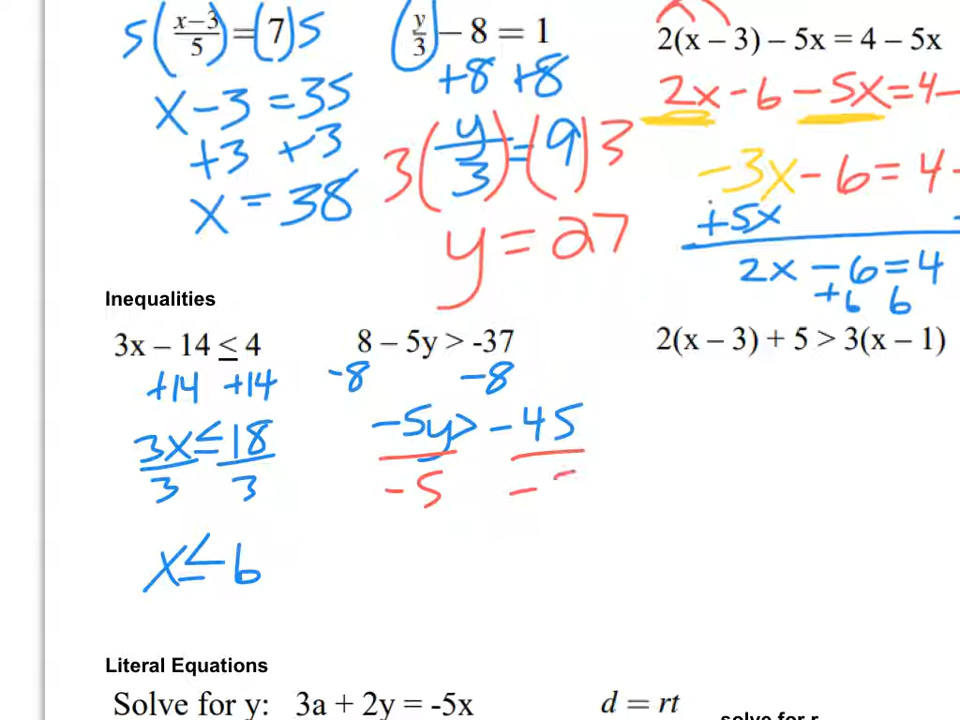 5(x−3/5) = (7)5
x − 3 = 35
+3 +3
x = 38
(y/3) − 8 = 1
+8 +8
3(y/3) = (9)3
y = 27
2(x − 3) − 5x = 4 − 5x
2x − 6 − 5x = 4 −
−3x − 6 = 4 −
+5x
2x − 6 = 4
+6 6
Inequalities
3x – 14 ≤ 4
+14 +14
3x ≤ 18
3 3
x ≤ 6
8 – 5y > -37
-8 -8
−5y > −45
−5 −
2(x – 3) + 5 > 3(x – 1)
Literal Equations
Solve for y: 3a + 2y = -5x
d = rt
solve for r